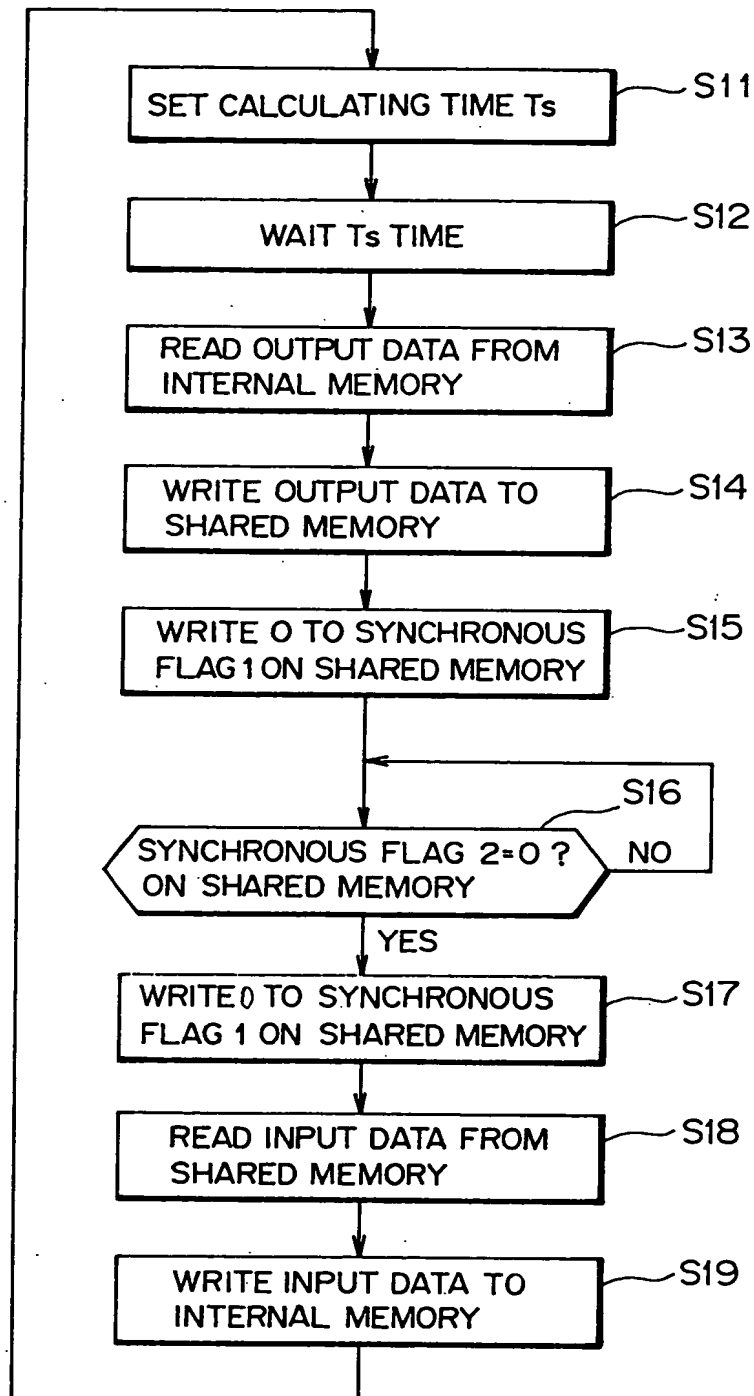 SET CALCULATING TIME Ts
S11
WAIT Ts TIME
S12
READ OUTPUT DATA FROM
INTERNAL MEMORY
S13
WRITE OUTPUT DATA TO
SHARED MEMORY
S14
WRITE 0 TO SYNCHRONOUS
FLAG 1 ON SHARED MEMORY
S15
S16
SYNCHRONOUS FLAG 2=0 ?
ON SHARED MEMORY
NO
YES
WRITE 0 TO SYNCHRONOUS
FLAG 1 ON SHARED MEMORY
S17
READ INPUT DATA FROM
SHARED MEMORY
S18
WRITE INPUT DATA TO
INTERNAL MEMORY
S19